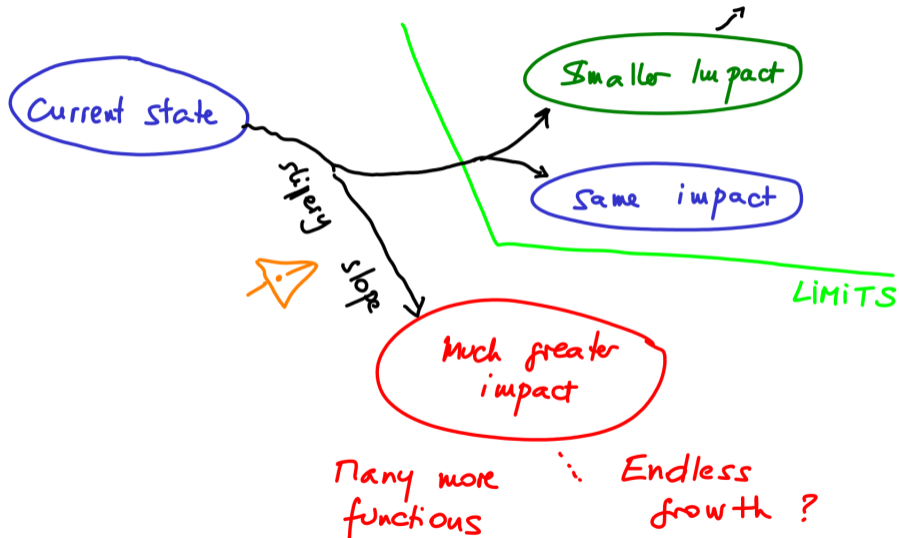 Current state
Smaller Impact
Same impact
slipery
slope
LIMITS
Much greater
impact
Many more
functions
Endless
growth ?